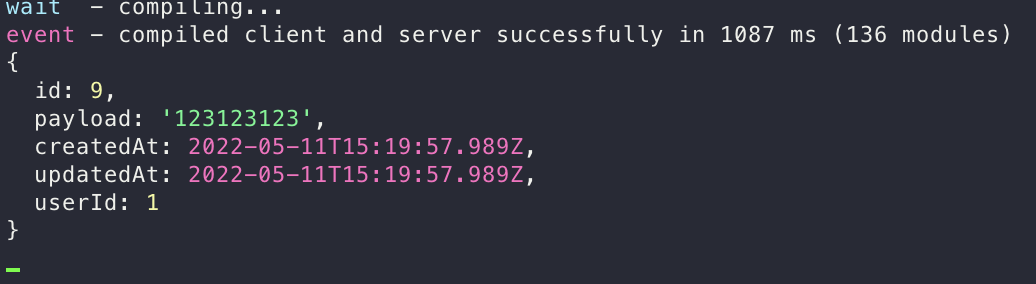 wait  - compiling...
event - compiled client and server successfully in 1087 ms (136 modules)
{
  id: 9,
  payload: '123123123',
  createdAt: 2022-05-11T15:19:57.989Z,
  updatedAt: 2022-05-11T15:19:57.989Z,
  userId: 1
}